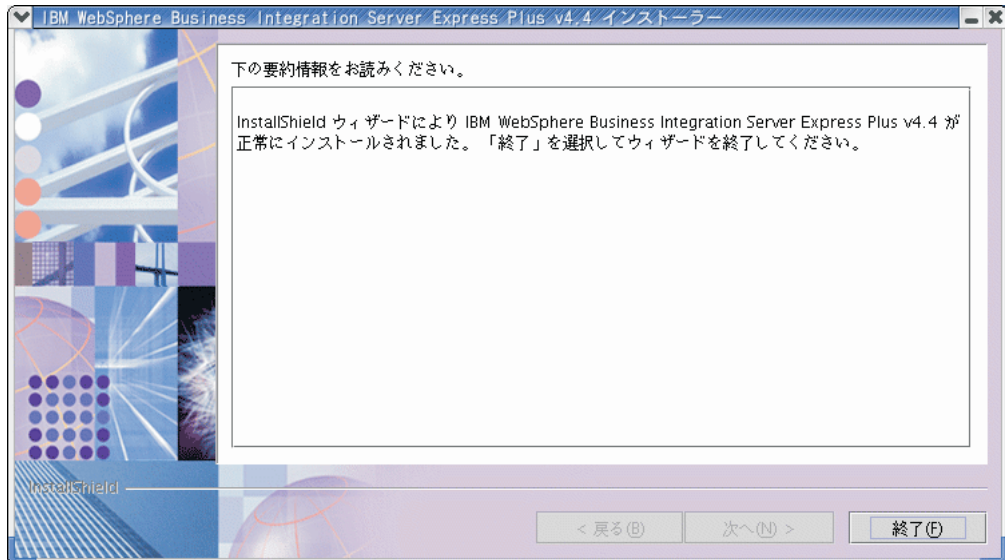 IBM WebSphere Business Integration Server Express Plus v4.4 インストーラー
下の要約情報をお読みください。
InstallShield ウィザードにより IBM WebSphere Business Integration Server Express Plus v4.4 が
正常にインストールされました。「終了」を選択してウィザードを終了してください。
InstallShield
< 戻る(B)
次へ(N) >
終了(F)